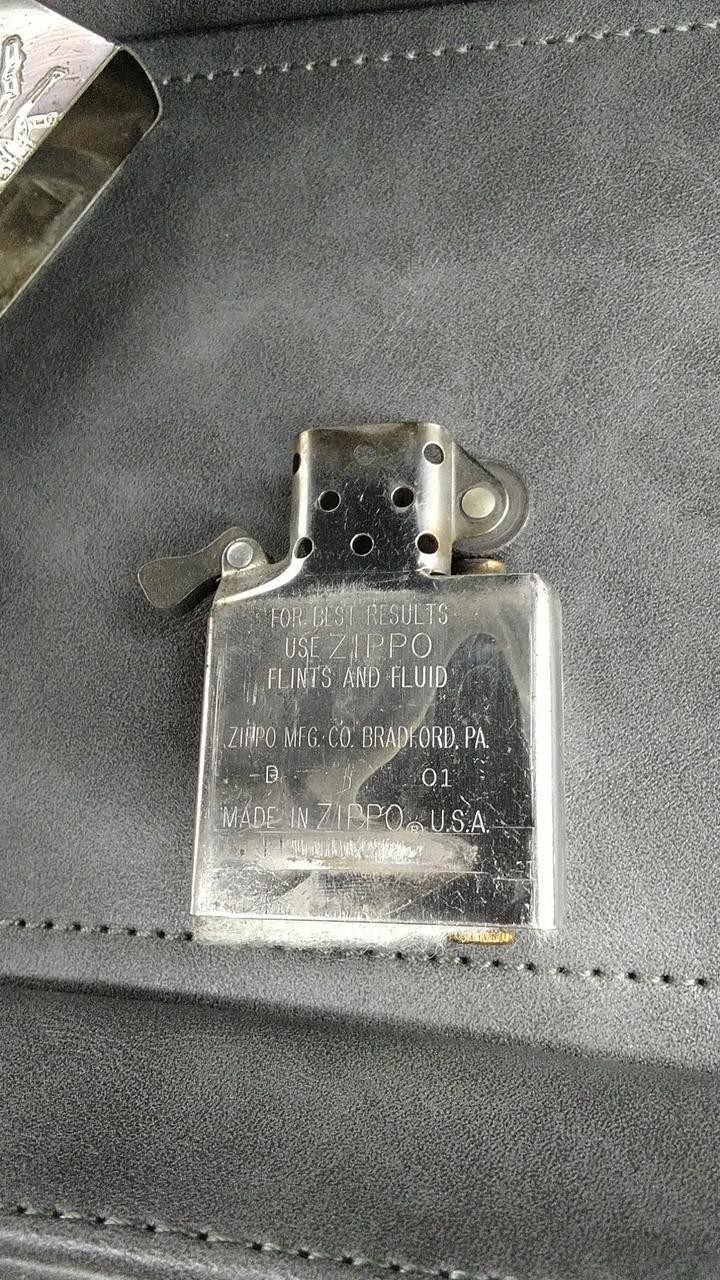 FOR BEST RESULTS
USE ZIPPO
FLINTS AND FLUID
ZIPPO MFG. CO. BRADFORD, PA.
D 01
MADE IN ZIPPO® U.S.A.